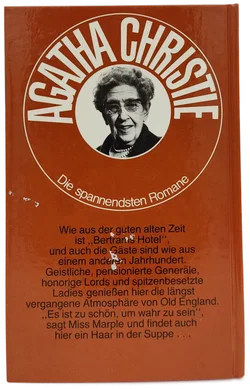 AGATHA CHRISTIE
Die spannendsten Romane
Wie aus der guten alten Zeit
ist „Bertrams Hotel",
und auch die Gäste sind wie aus
einem anderen Jahrhundert.
Geistliche, pensionierte Generäle,
honorige Lords und spitzenbesetzte
Ladies genießen hier die längst
vergangene Atmosphäre von Old England.
„Es ist zu schön, um wahr zu sein",
sagt Miss Marple und findet auch
hier ein Haar in der Suppe . . .